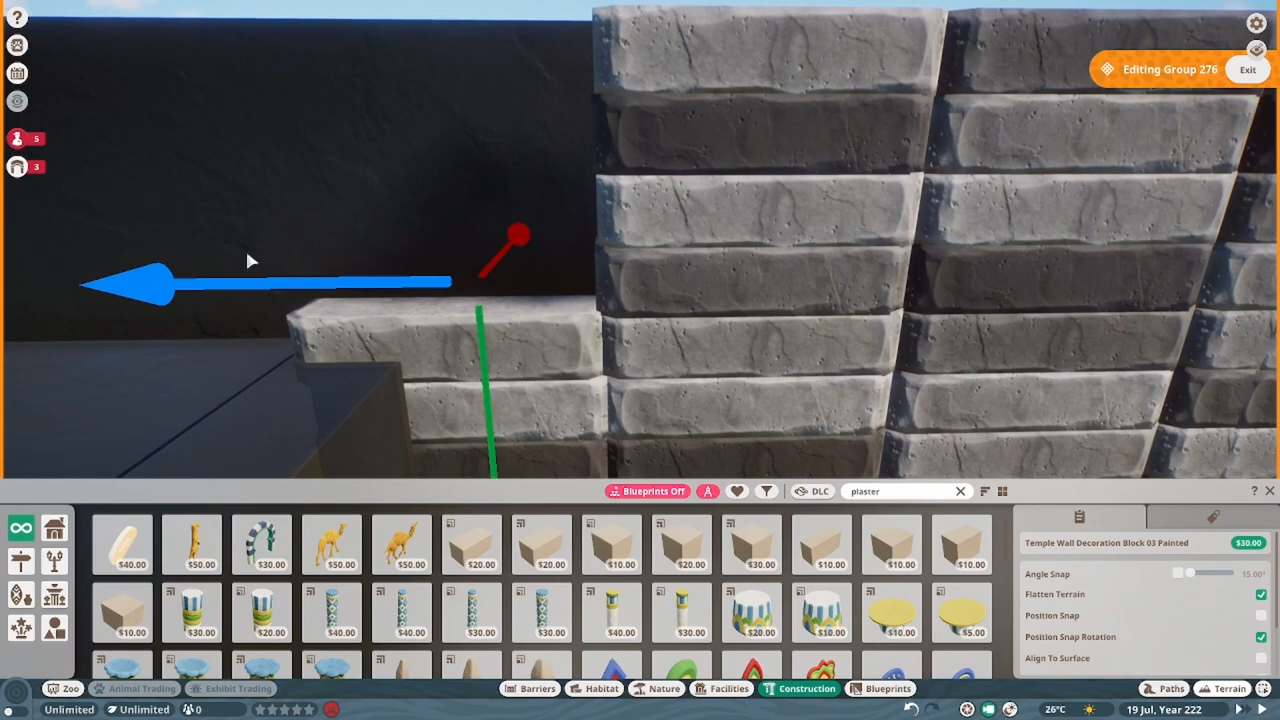 ?
Editing Group 276
Exit
5
3
Blueprints Off
DLC
plaster
?
$40.00
$50.00
$30.00
$50.00
$50.00
$20.00
$20.00
$10.00
$20.00
$30.00
$10.00
$10.00
$10.00
Temple Wall Decoration Block 03 Painted
$30.00
Angle Snap
15.00°
Flatten Terrain
$10.00
$30.00
$20.00
$40.00
$40.00
$30.00
$30.00
$40.00
$30.00
$20.00
$10.00
$10.00
$5.00
Position Snap
Position Snap Rotation
Align To Surface
Zoo
Animal Trading
Exhibit Trading
Barriers
Habitat
Nature
Facilities
Construction
Blueprints
Paths
Terrain
Unlimited
Unlimited
0
26°C
19 Jul, Year 222